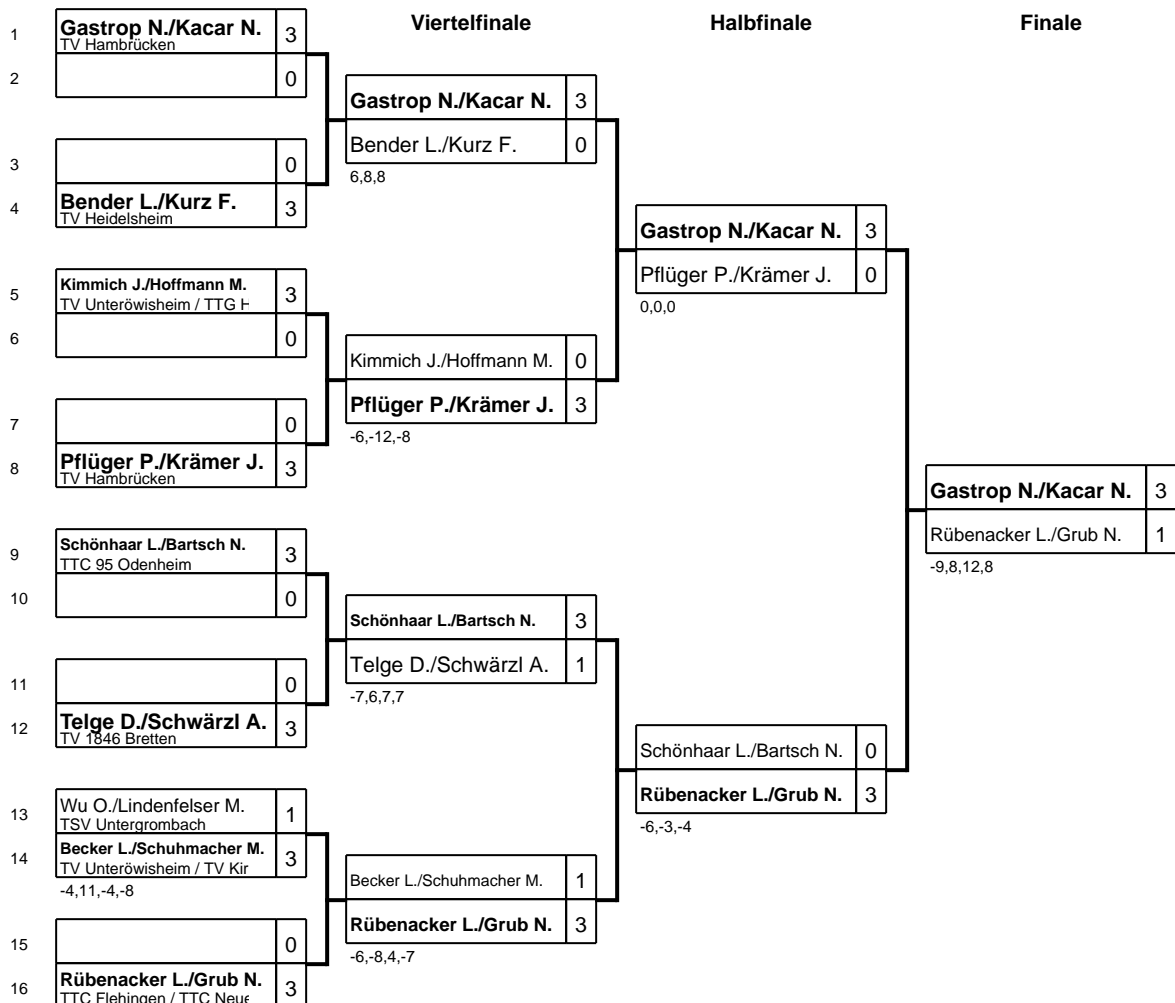 Viertelfinale
Halbfinale
Finale
1
Gastrop N./Kacar N.
3
TV Hambrücken
2
0
3
0
4
Bender L./Kurz F.
3
TV Heidelsheim
5
Kimmich J./Hoffmann M.
3
TV Unteröwisheim / TTG H
6
0
7
0
8
Pflüger P./Krämer J.
3
TV Hambrücken
9
Schönhaar L./Bartsch N.
3
TTC 95 Odenheim
10
0
11
0
12
Telge D./Schwärzl A.
3
TV 1846 Bretten
13
Wu O./Lindenfelser M.
1
TSV Untergrombach
14
Becker L./Schuhmacher M.
3
TV Unteröwisheim / TV Kir
-4,11,-4,-8
15
0
16
Rübenacker L./Grub N.
3
TTC Flehingen / TTC Neue
Gastrop N./Kacar N.
3
Bender L./Kurz F.
0
6,8,8
Kimmich J./Hoffmann M.
0
Pflüger P./Krämer J.
3
-6,-12,-8
Schönhaar L./Bartsch N.
3
Telge D./Schwärzl A.
1
-7,6,7,7
Becker L./Schuhmacher M.
1
Rübenacker L./Grub N.
3
-6,-8,4,-7
Gastrop N./Kacar N.
3
Pflüger P./Krämer J.
0
0,0,0
Schönhaar L./Bartsch N.
0
Rübenacker L./Grub N.
3
-6,-3,-4
Gastrop N./Kacar N.
3
Rübenacker L./Grub N.
1
-9,8,12,8